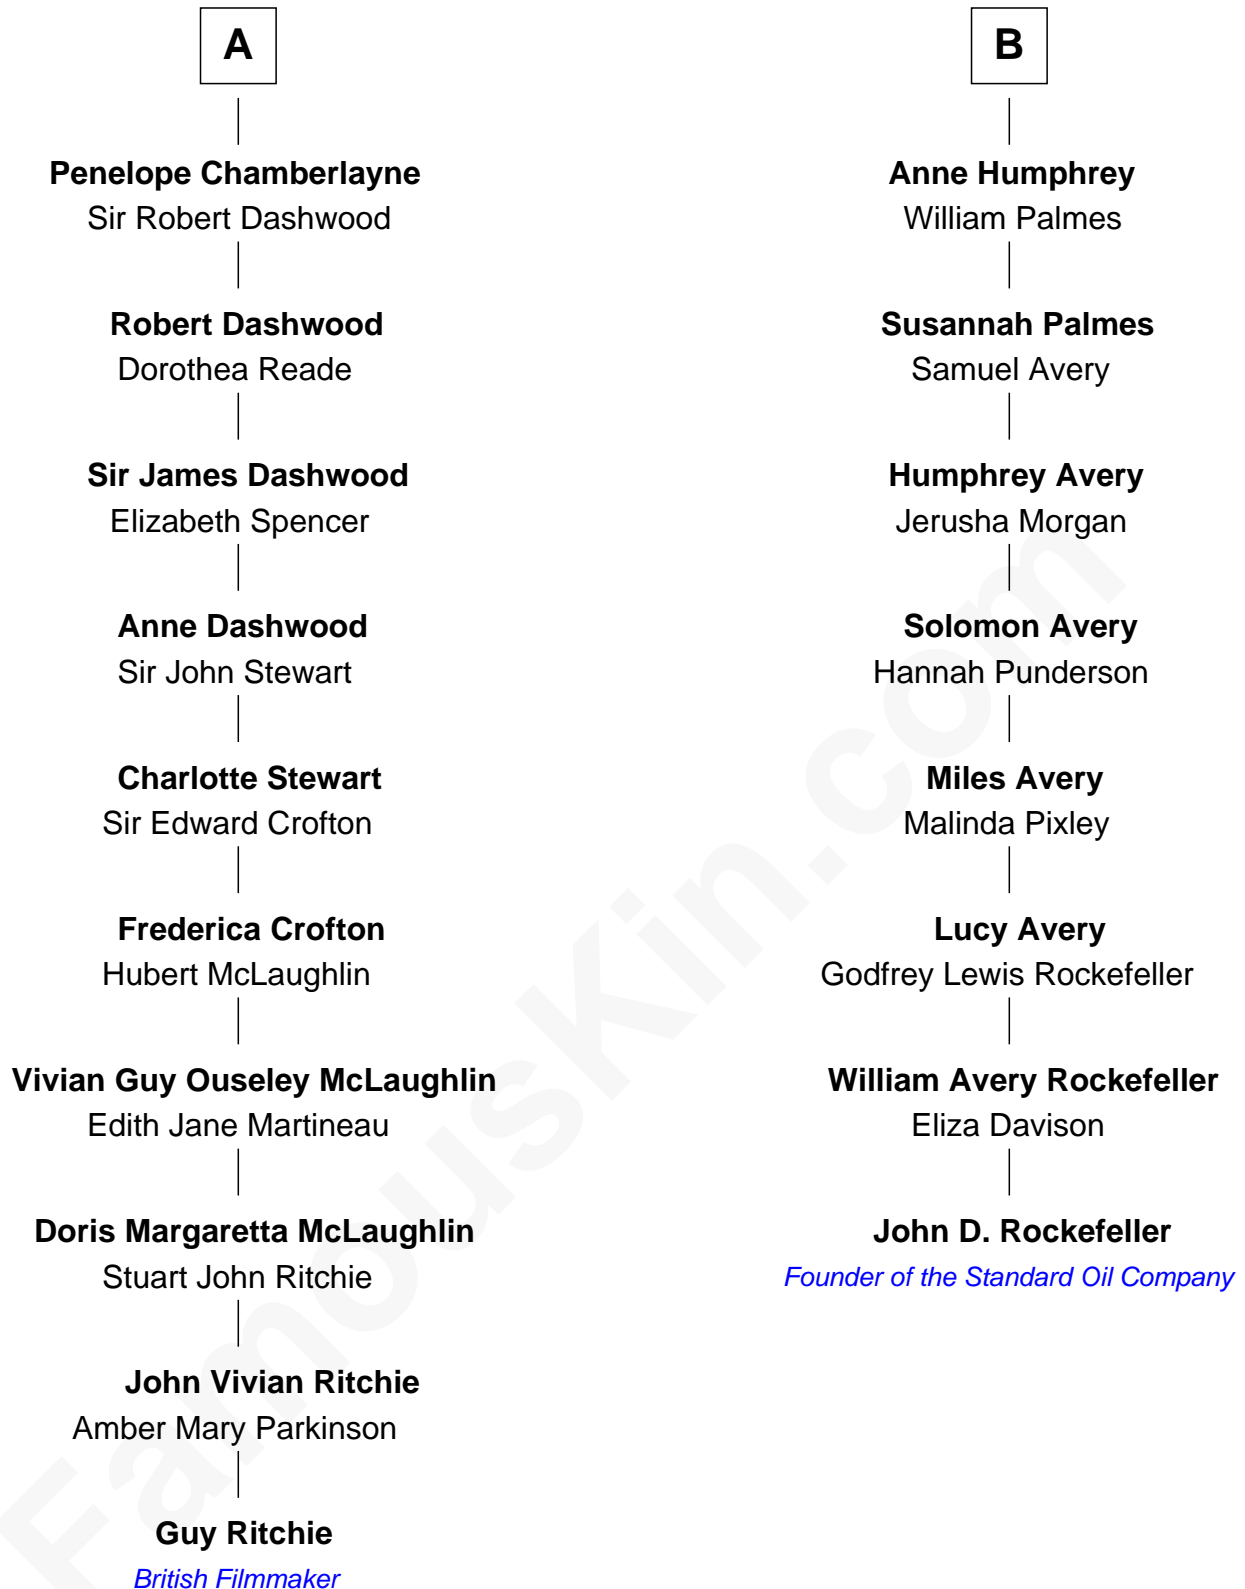 A
Penelope Chamberlayne
Sir Robert Dashwood
Robert Dashwood
Dorothea Reade
Sir James Dashwood
Elizabeth Spencer
Anne Dashwood
Sir John Stewart
Charlotte Stewart
Sir Edward Crofton
Frederica Crofton
Hubert McLaughlin
Vivian Guy Ouseley McLaughlin
Edith Jane Martineau
Doris Margaretta McLaughlin
Stuart John Ritchie
John Vivian Ritchie
Amber Mary Parkinson
Guy Ritchie
British Filmmaker
B
Anne Humphrey
William Palmes
Susannah Palmes
Samuel Avery
Humphrey Avery
Jerusha Morgan
Solomon Avery
Hannah Punderson
Miles Avery
Malinda Pixley
Lucy Avery
Godfrey Lewis Rockefeller
William Avery Rockefeller
Eliza Davison
John D. Rockefeller
Founder of the Standard Oil Company
FamousKin.com